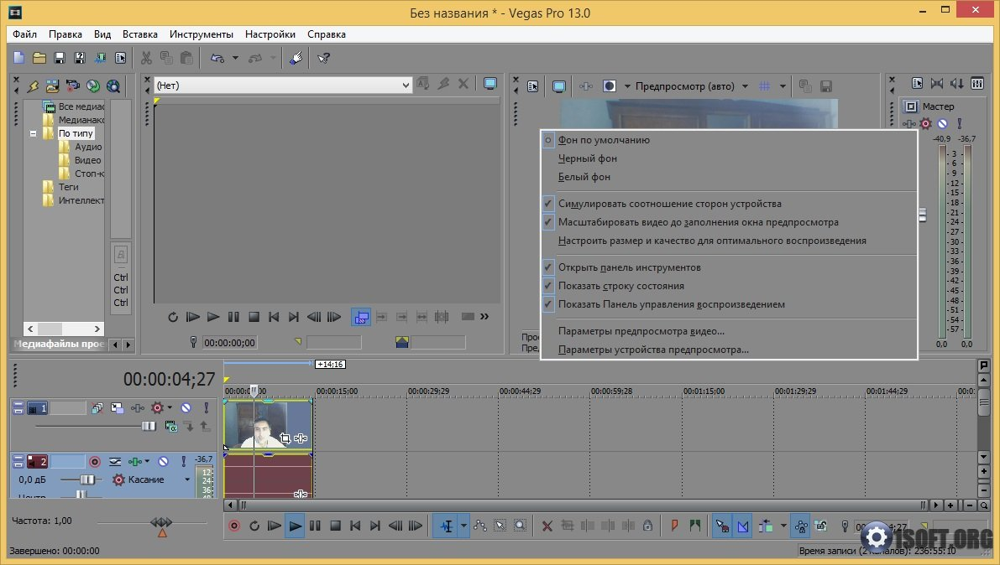 Без названия * - Vegas Pro 13.0
Файл Правка Вид Вставка Инструменты Настройки Справка
(Нет)
Предпросмотр (авто)
Все медиа
Медианако
По типу
Аудио
Видео
Стоп-к
Теги
Интеллект
Ctrl
Ctrl
Ctrl
Медиафайлы прое
00:00:00;00
Фон по умолчанию
Черный фон
Белый фон
Симулировать соотношение сторон устройства
Масштабировать видео до заполнения окна предпросмотра
Настроить размер и качество для оптимального воспроизведения
Открыть панель инструментов
Показать строку состояния
Показать Панель управления воспроизведением
Параметры предпросмотра видео...
Параметры устройства предпросмотра...
Прос
Пред
Мастер
-40,9 -36,7
- 3 -
- 6 -
- 9 -
- 12 -
- 15 -
- 18 -
- 21 -
- 24 -
- 27 -
- 30 -
- 33 -
- 36 -
- 39 -
- 42 -
- 45 -
- 48 -
- 51 -
- 54 -
- 57 -
0,0 0,0
00:00:04;27
+14;16
00:00:15;00 00:00:29;29 00:00:44;29 00:00:59;28 00:01:15;00 00:01:29;29 00:01:44;29 00:0
1
2
-36,7
12
24
36
48
0,0 дБ
Касание
Центр
Частота: 1,00
Завершено: 00:00:00
Время записи (2 каналов): 236:55:10
1SOFT.ORG